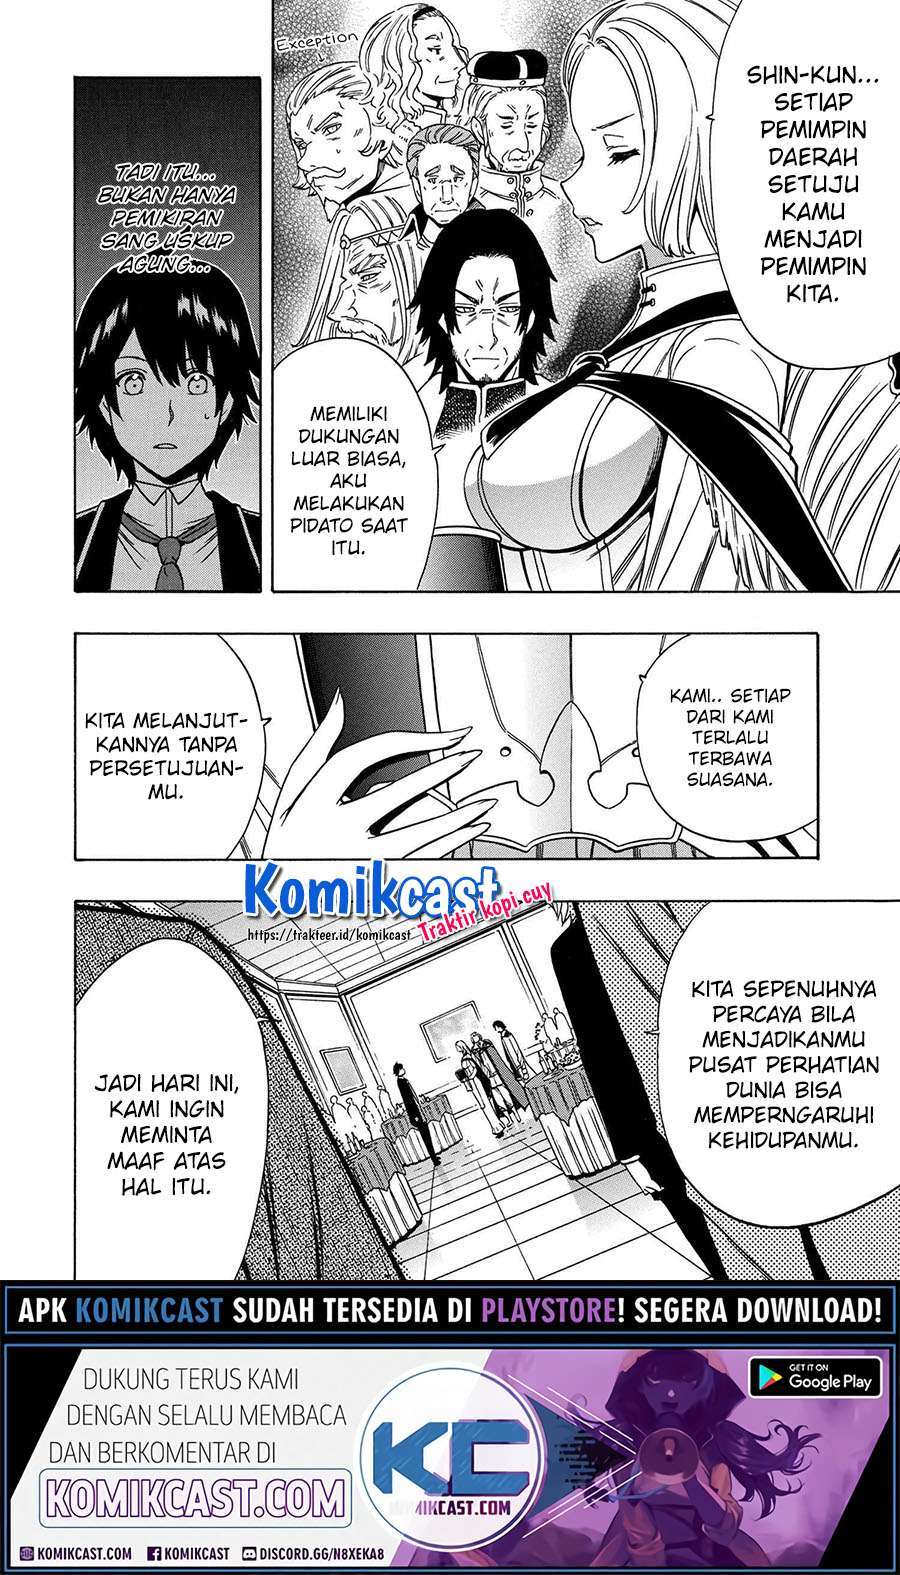 SHIN-KUN...
SETIAP
PEMIMPIN
DAERAH
SETUJU
KAMU
MENJADI
PEMIMPIN
KITA.
Exception
MEMILIKI
DUKUNGAN
LUAR BIASA,
AKU
MELAKUKAN
PIDATO SAAT
ITU.
TADI ITU...
BUKAN HANYA
PEMIKIRAN
SANG USKUP
AGUNG...
KAMI.. SETIAP
DARI KAMI
TERLALU
TERBAWA
SUASANA.
KITA MELANJUT-
KANNYA TANPA
PERSETUJUAN-
MU.
Komikcast
https://trakteer.id/komikcast
Traktir kopi cuy
KITA SEPENUHNYA
PERCAYA BILA
MENJADIKANMU
PUSAT PERHATIAN
DUNIA BISA
MEMPERNGARUHI
KEHIDUPANMU.
JADI HARI INI,
KAMI INGIN
MEMINTA
MAAF ATAS
HAL ITU.
APK KOMIKCAST SUDAH TERSEDIA DI PLAYSTORE! SEGERA DOWNLOAD!
DUKUNG TERUS KAMI
DENGAN SELALU MEMBACA
DAN BERKOMENTAR DI
KOMIKCAST.COM
KC
KOMIKCAST.COM
GET IT ON
Google Play
KOMIKCAST.COM
KOMIKCAST
DISCORD.GG/N8XEKA8